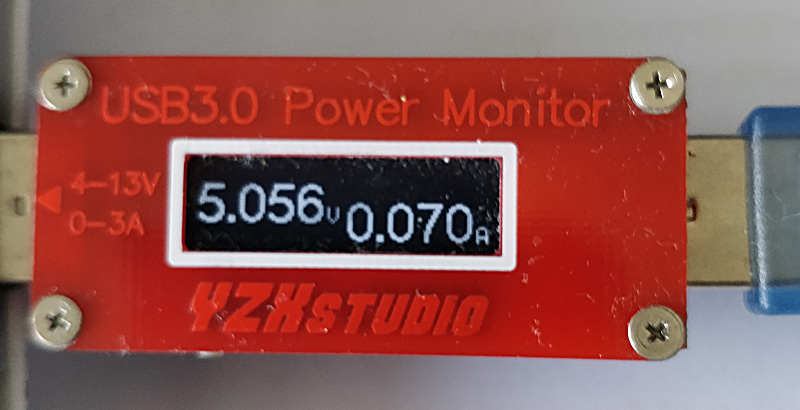 USB3.0 Power Monitor
4-13V
0-3A
5.056V 0.070A
YZXSTUDIO